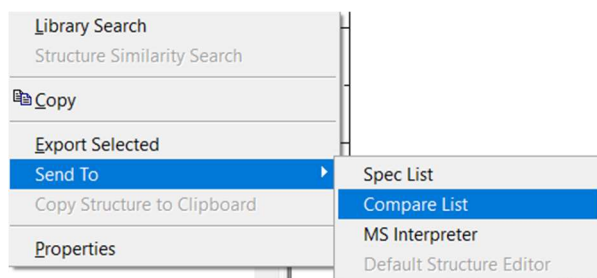 Library Search
Structure Similarity Search
Copy
Export Selected
Send To
Copy Structure to Clipboard
Properties
Spec List
Compare List
MS Interpreter
Default Structure Editor